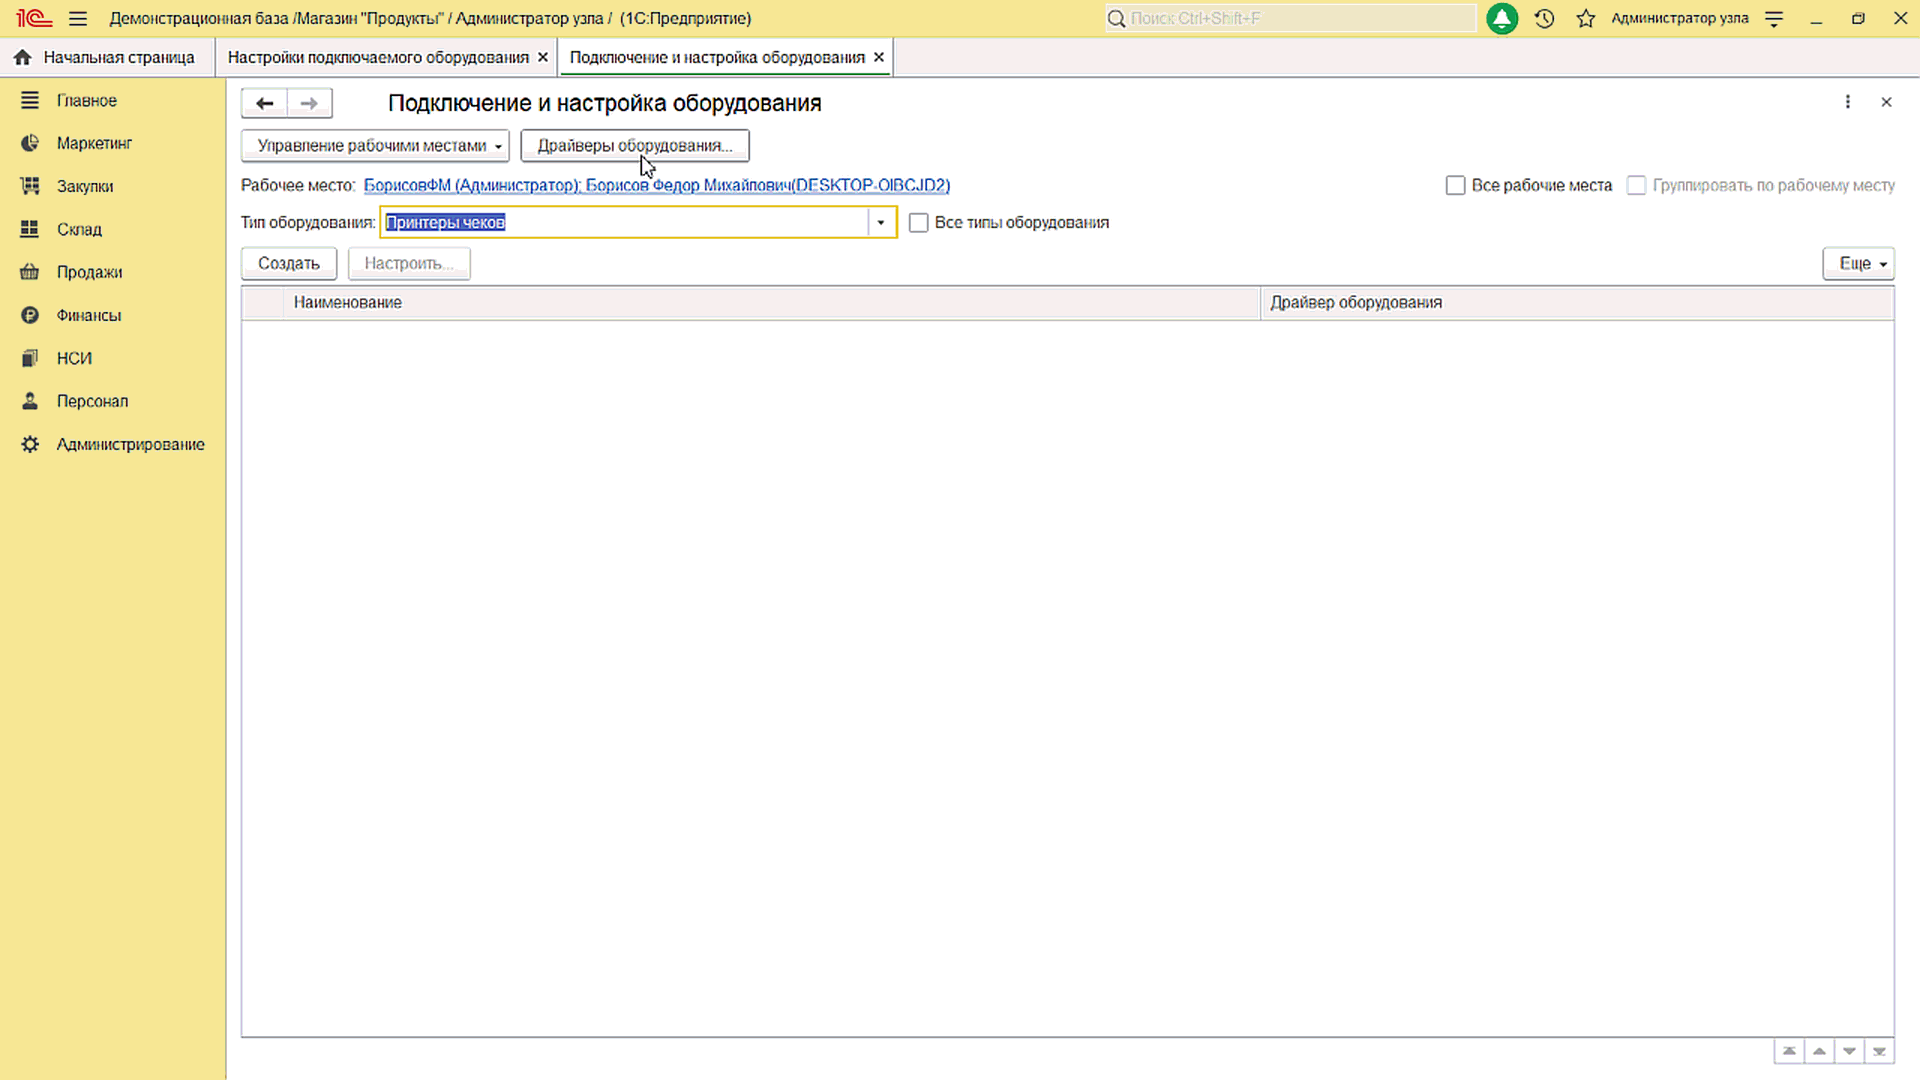 1С Демонстрационная база /Магазин "Продукты" / Администратор узла / (1С:Предприятие) Поиск Ctrl+Shift+F Администратор узла
Начальная страница Настройки подключаемого оборудования Подключение и настройка оборудования
Главное
Маркетинг
Закупки
Склад
Продажи
Финансы
НСИ
Персонал
Администрирование
Подключение и настройка оборудования
Управление рабочими местами Драйверы оборудования...
Рабочее место: БорисовФМ (Администратор); Борисов Федор Михайлович(DESKTOP-OIBCJD2) Все рабочие места Группировать по рабочему месту
Тип оборудования: Принтеры чеков Все типы оборудования
Создать Настроить... Еще
Наименование Драйвер оборудования